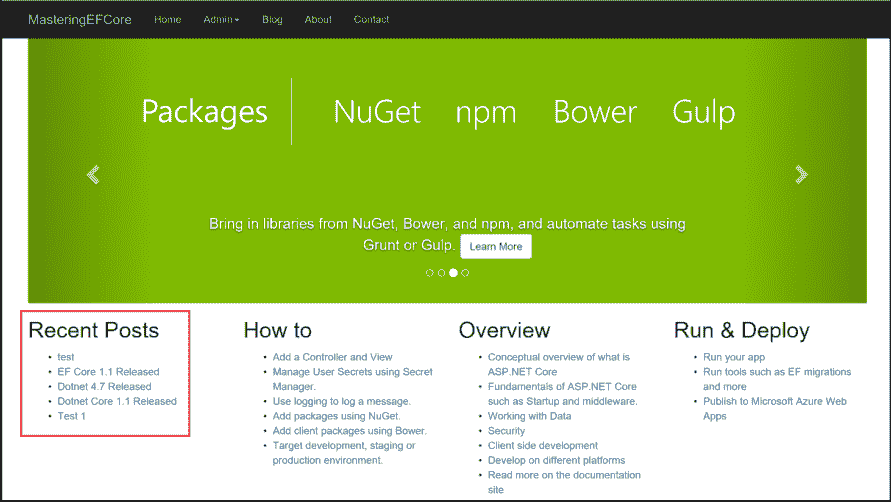 MasteringEFCore Home Admin Blog About Contact
Packages NuGet npm Bower Gulp
Bring in libraries from NuGet, Bower, and npm, and automate tasks using
Grunt or Gulp. Learn More
Recent Posts
test
EF Core 1.1 Released
Dotnet 4.7 Released
Dotnet Core 1.1 Released
Test 1
How to
Add a Controller and View
Manage User Secrets using Secret
Manager.
Use logging to log a message.
Add packages using NuGet.
Add client packages using Bower.
Target development, staging or
production environment.
Overview
Conceptual overview of what is
ASP.NET Core
Fundamentals of ASP.NET Core
such as Startup and middleware.
Working with Data
Security
Client side development
Develop on different platforms
Read more on the documentation
site
Run & Deploy
Run your app
Run tools such as EF migrations
and more
Publish to Microsoft Azure Web
Apps